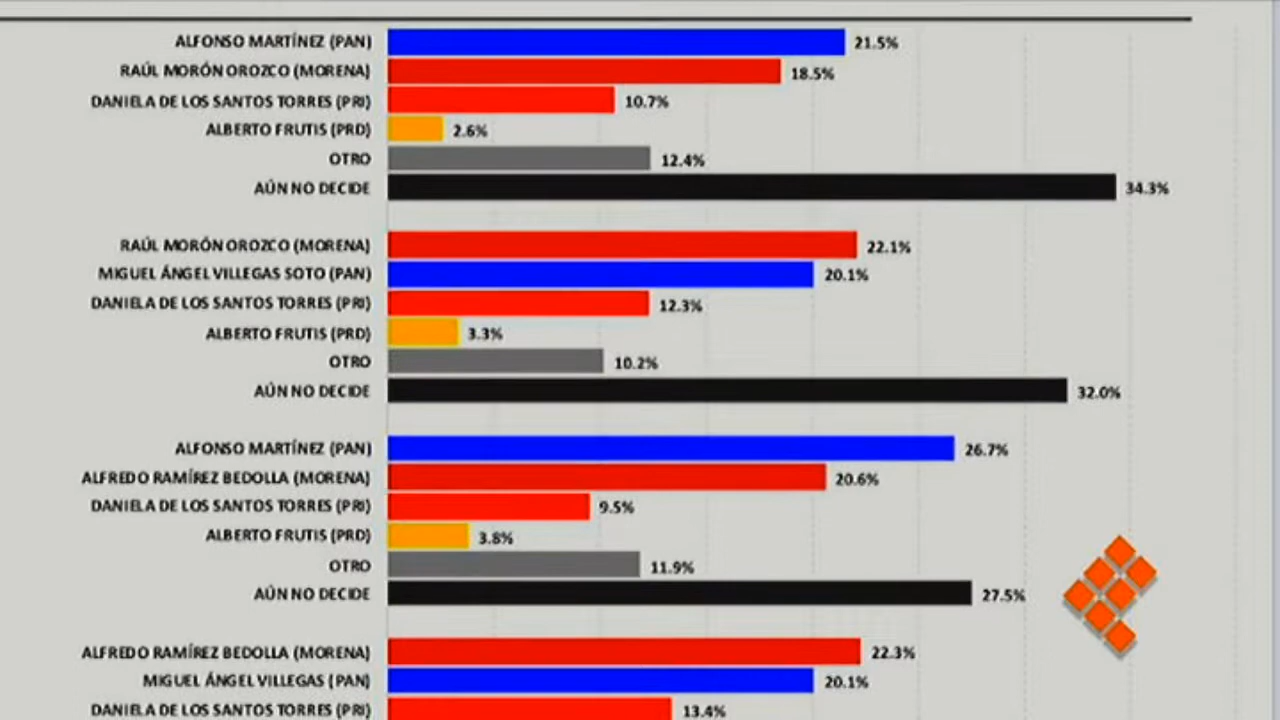 ALFONSO MARTÍNEZ (PAN) 21.5%
RAÚL MORÓN OROZCO (MORENA) 18.5%
DANIELA DE LOS SANTOS TORRES (PRI) 10.7%
ALBERTO FRUTIS (PRD) 2.6%
OTRO 12.4%
AÚN NO DECIDE 34.3%
RAÚL MORÓN OROZCO (MORENA) 22.1%
MIGUEL ÁNGEL VILLEGAS SOTO (PAN) 20.1%
DANIELA DE LOS SANTOS TORRES (PRI) 12.3%
ALBERTO FRUTIS (PRD) 3.3%
OTRO 10.2%
AÚN NO DECIDE 32.0%
ALFONSO MARTÍNEZ (PAN) 26.7%
ALFREDO RAMÍREZ BEDOLLA (MORENA) 20.6%
DANIELA DE LOS SANTOS TORRES (PRI) 9.5%
ALBERTO FRUTIS (PRD) 3.8%
OTRO 11.9%
AÚN NO DECIDE 27.5%
ALFREDO RAMÍREZ BEDOLLA (MORENA) 22.3%
MIGUEL ÁNGEL VILLEGAS (PAN) 20.1%
DANIELA DE LOS SANTOS TORRES (PRI) 13.4%